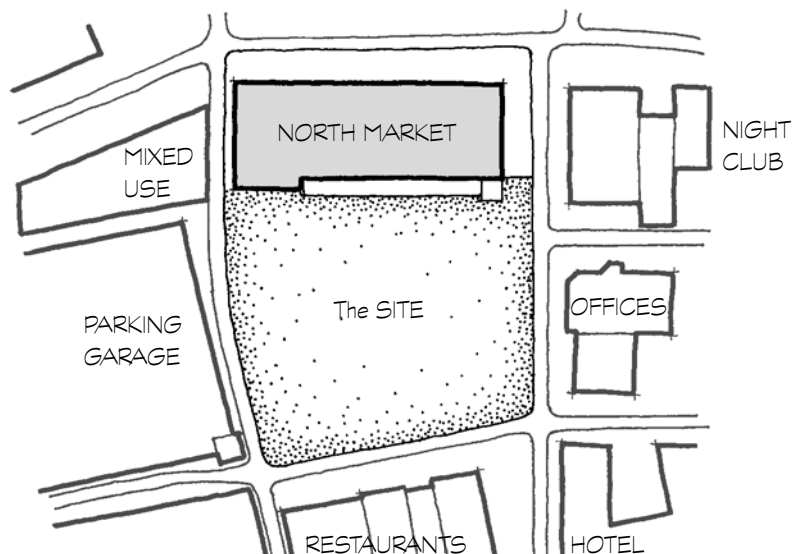 NORTH MARKET
NIGHT
CLUB
MIXED
USE
The SITE
OFFICES
PARKING
GARAGE
RESTAURANTS
HOTEL